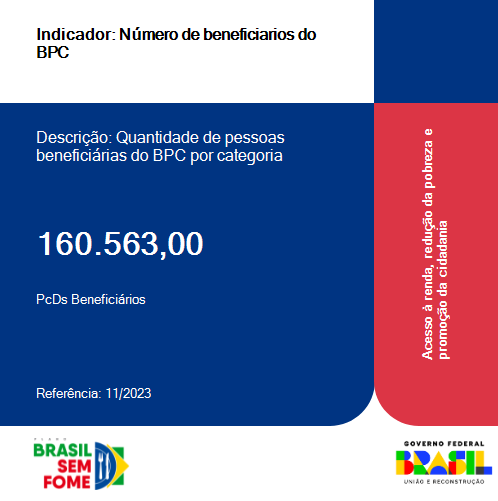 Indicador: Número de beneficiarios do
BPC
Descrição: Quantidade de pessoas
beneficiárias do BPC por categoria
160.563,00
PcDs Beneficiários
Referência: 11/2023
Acesso à renda, redução da pobreza e
promoção da cidadania
PLANO
BRASIL
SEM
FOME
GOVERNO FEDERAL
BRASIL
UNIÃO E RECONSTRUÇÃO